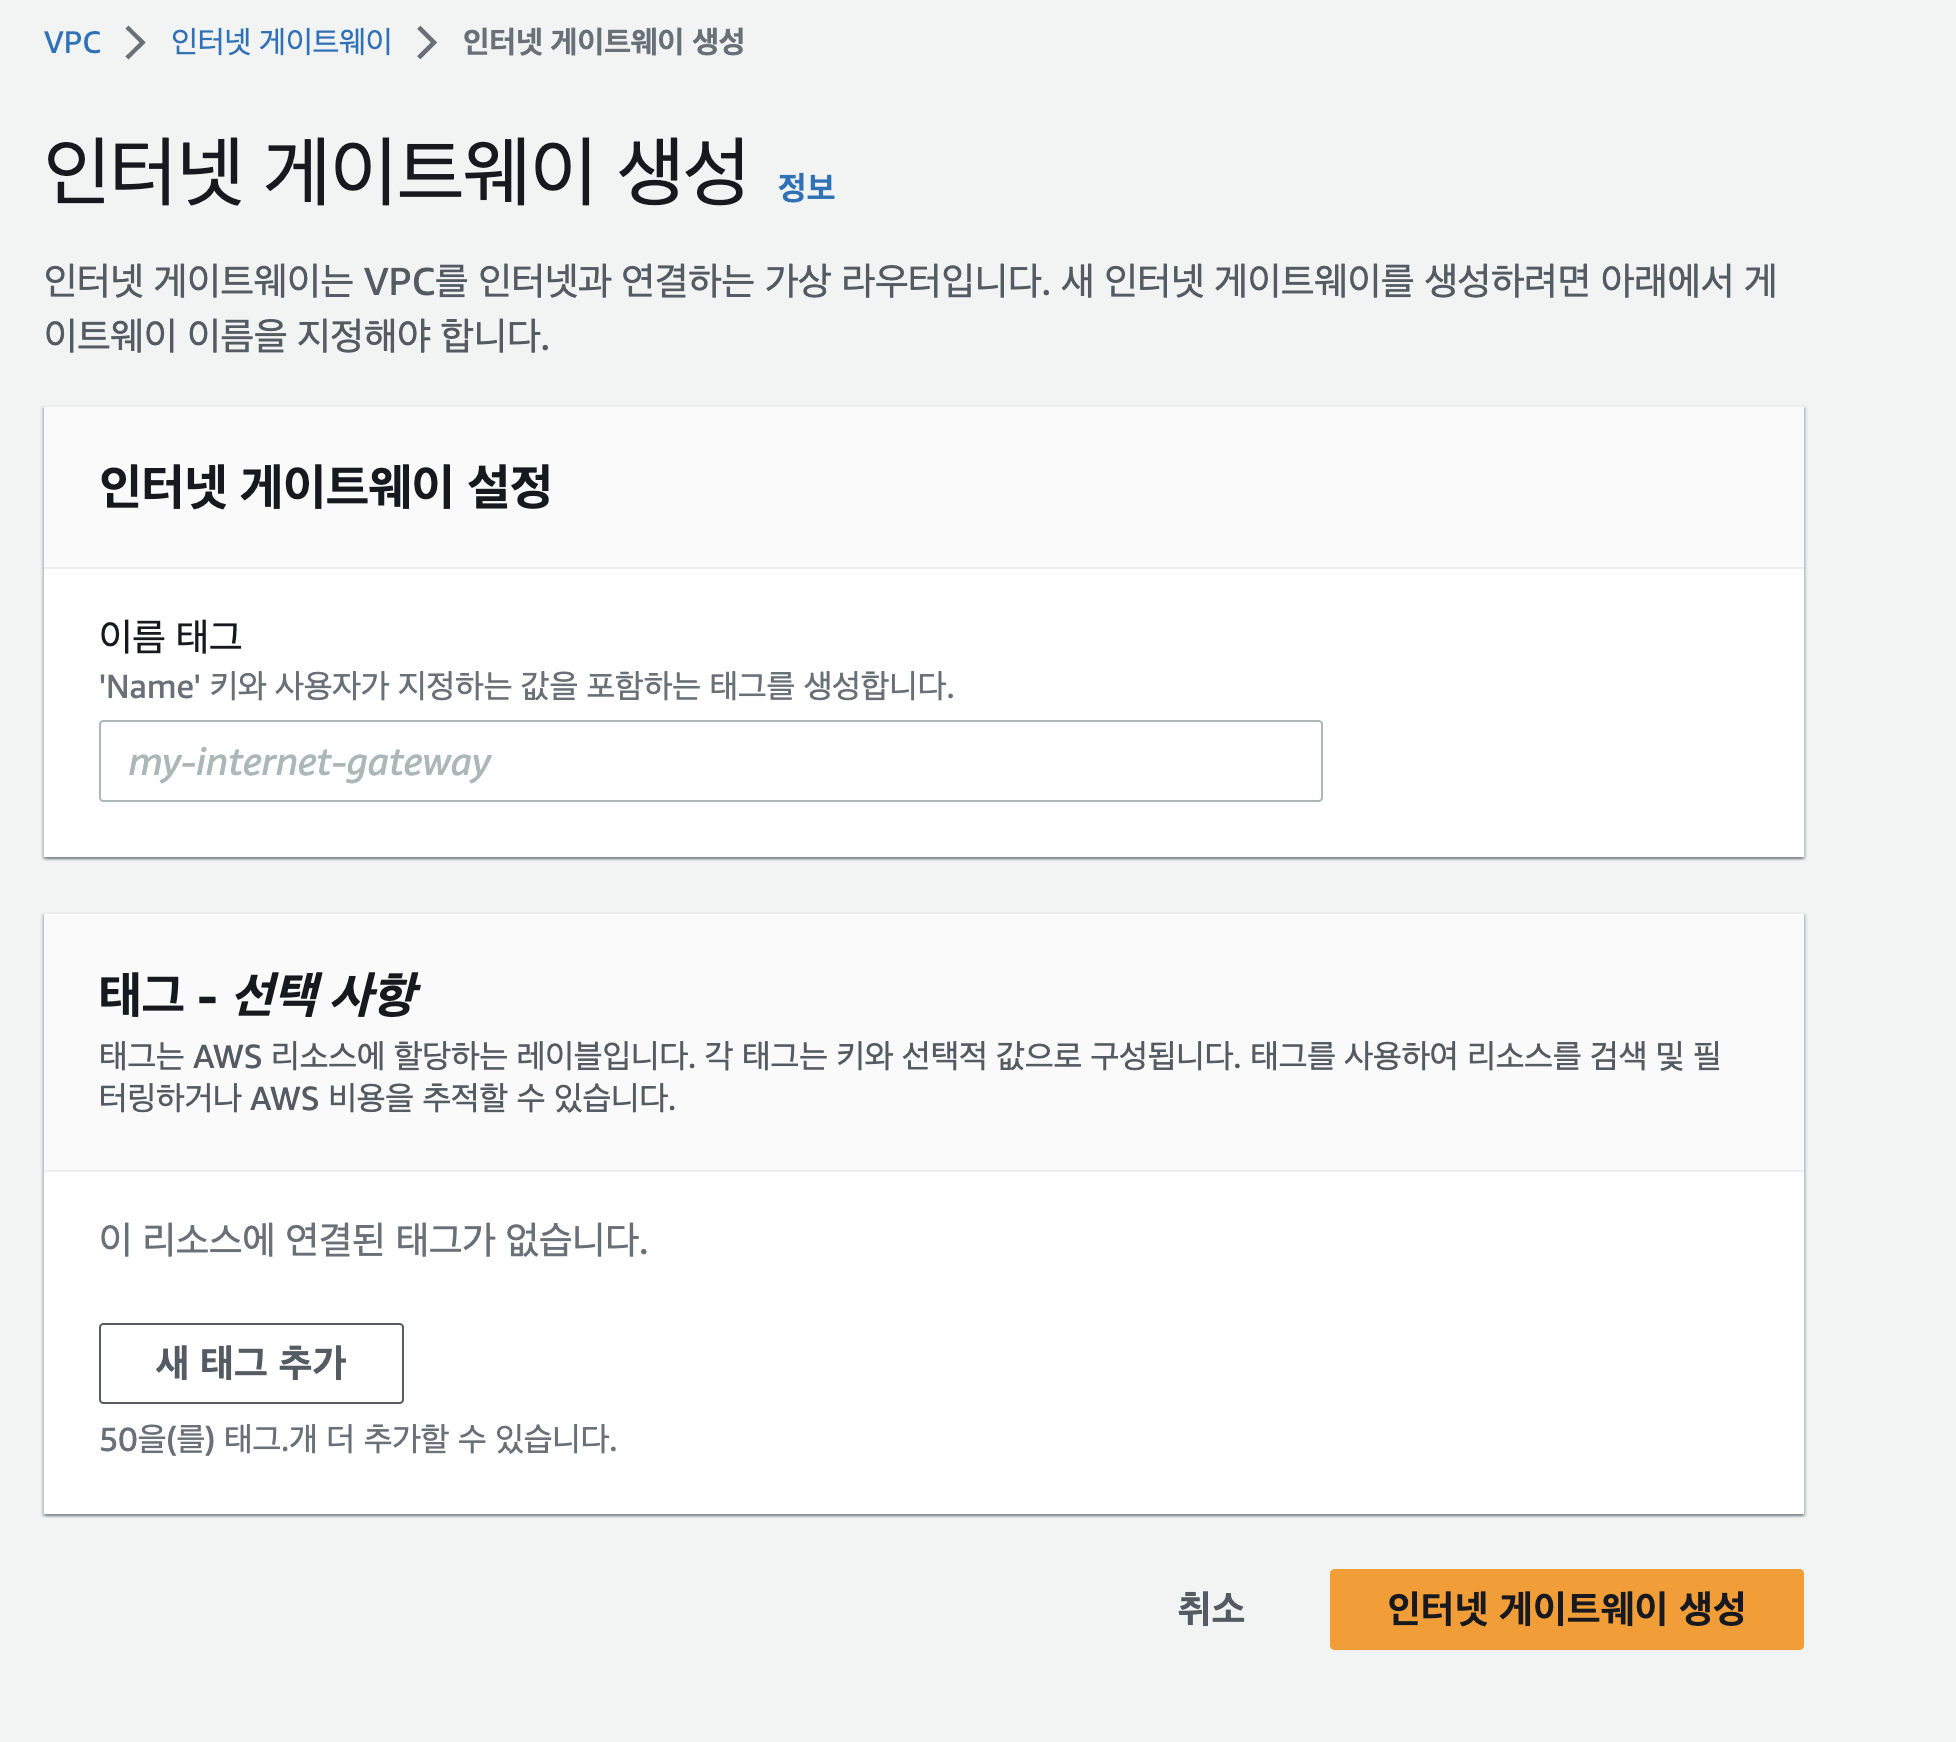 VPC > 인터넷 게이트웨이 > 인터넷 게이트웨이 생성
인터넷 게이트웨이 생성 정보
인터넷 게이트웨이는 VPC를 인터넷과 연결하는 가상 라우터입니다. 새 인터넷 게이트웨이를 생성하려면 아래에서 게
이트웨이 이름을 지정해야 합니다.
인터넷 게이트웨이 설정
이름 태그
'Name' 키와 사용자가 지정하는 값을 포함하는 태그를 생성합니다.
my-internet-gateway
태그 - 선택 사항
태그는 AWS 리소스에 할당하는 레이블입니다. 각 태그는 키와 선택적 값으로 구성됩니다. 태그를 사용하여 리소스를 검색 및 필
터링하거나 AWS 비용을 추적할 수 있습니다.
이 리소스에 연결된 태그가 없습니다.
새 태그 추가
50을(를) 태그.개 더 추가할 수 있습니다.
취소 인터넷 게이트웨이 생성